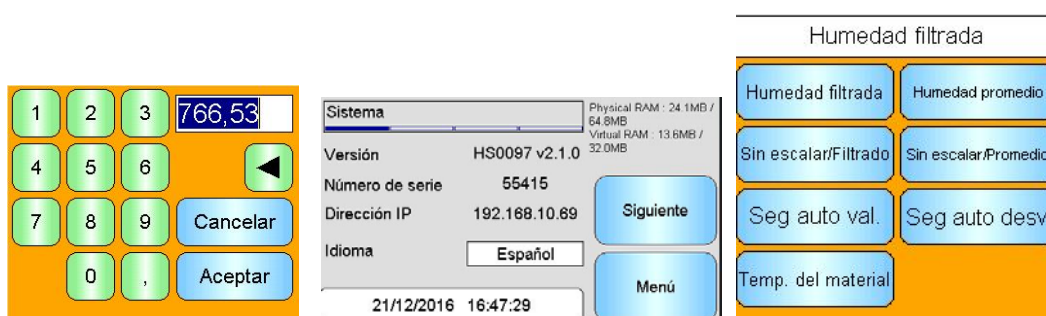 1 2 3 766,53
4 5 6
7 8 9 Cancelar
0 , Aceptar
Sistema
Physical RAM : 24.1MB /
64.8MB
Virtual RAM : 13.6MB /
32.0MB
Versión HS0097 v2.1.0
Número de serie 55415
Dirección IP 192.168.10.69
Idioma Español
21/12/2016 16:47:29
Siguiente
Menú
Humedad filtrada
Humedad filtrada Humedad promedio
Sin escalar/Filtrado Sin escalar/Promedio
Seg auto val. Seg auto desv
Temp. del material